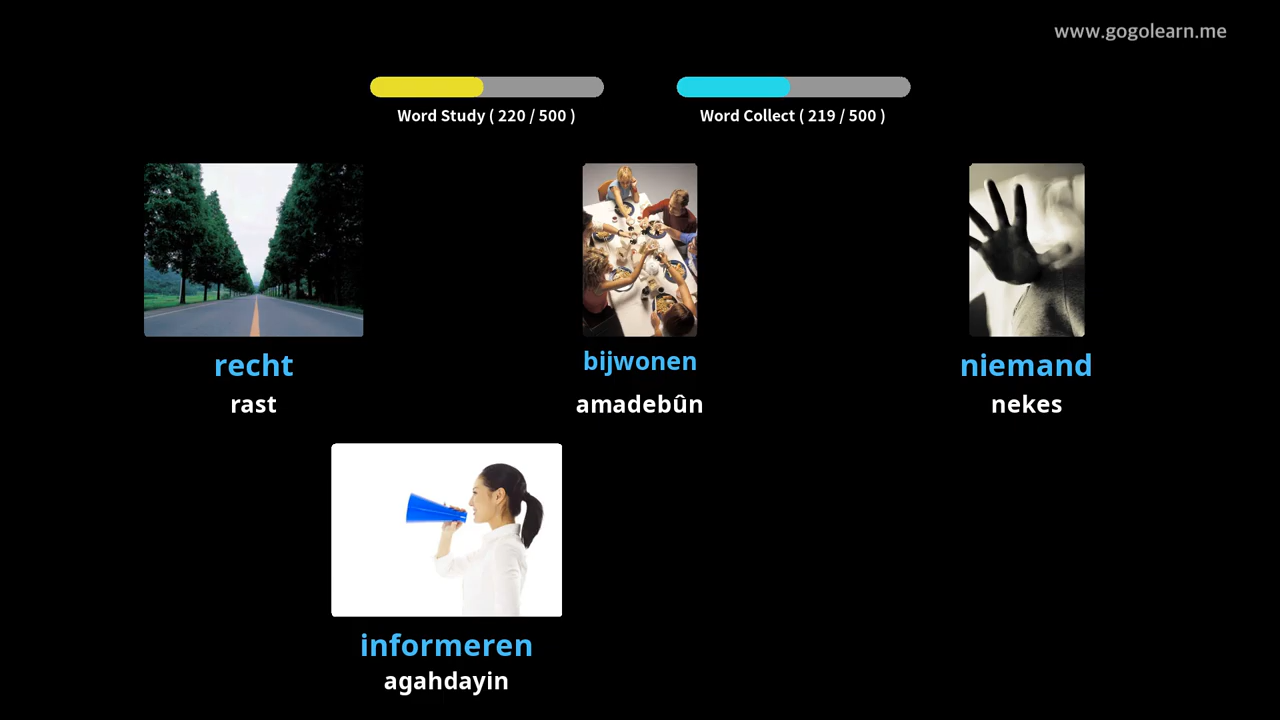 www.gogolearn.me
Word Study ( 220 / 500 )
Word Collect ( 219 / 500 )
recht
rast
bijwonen
amadebûn
niemand
nekes
informeren
agahdayin